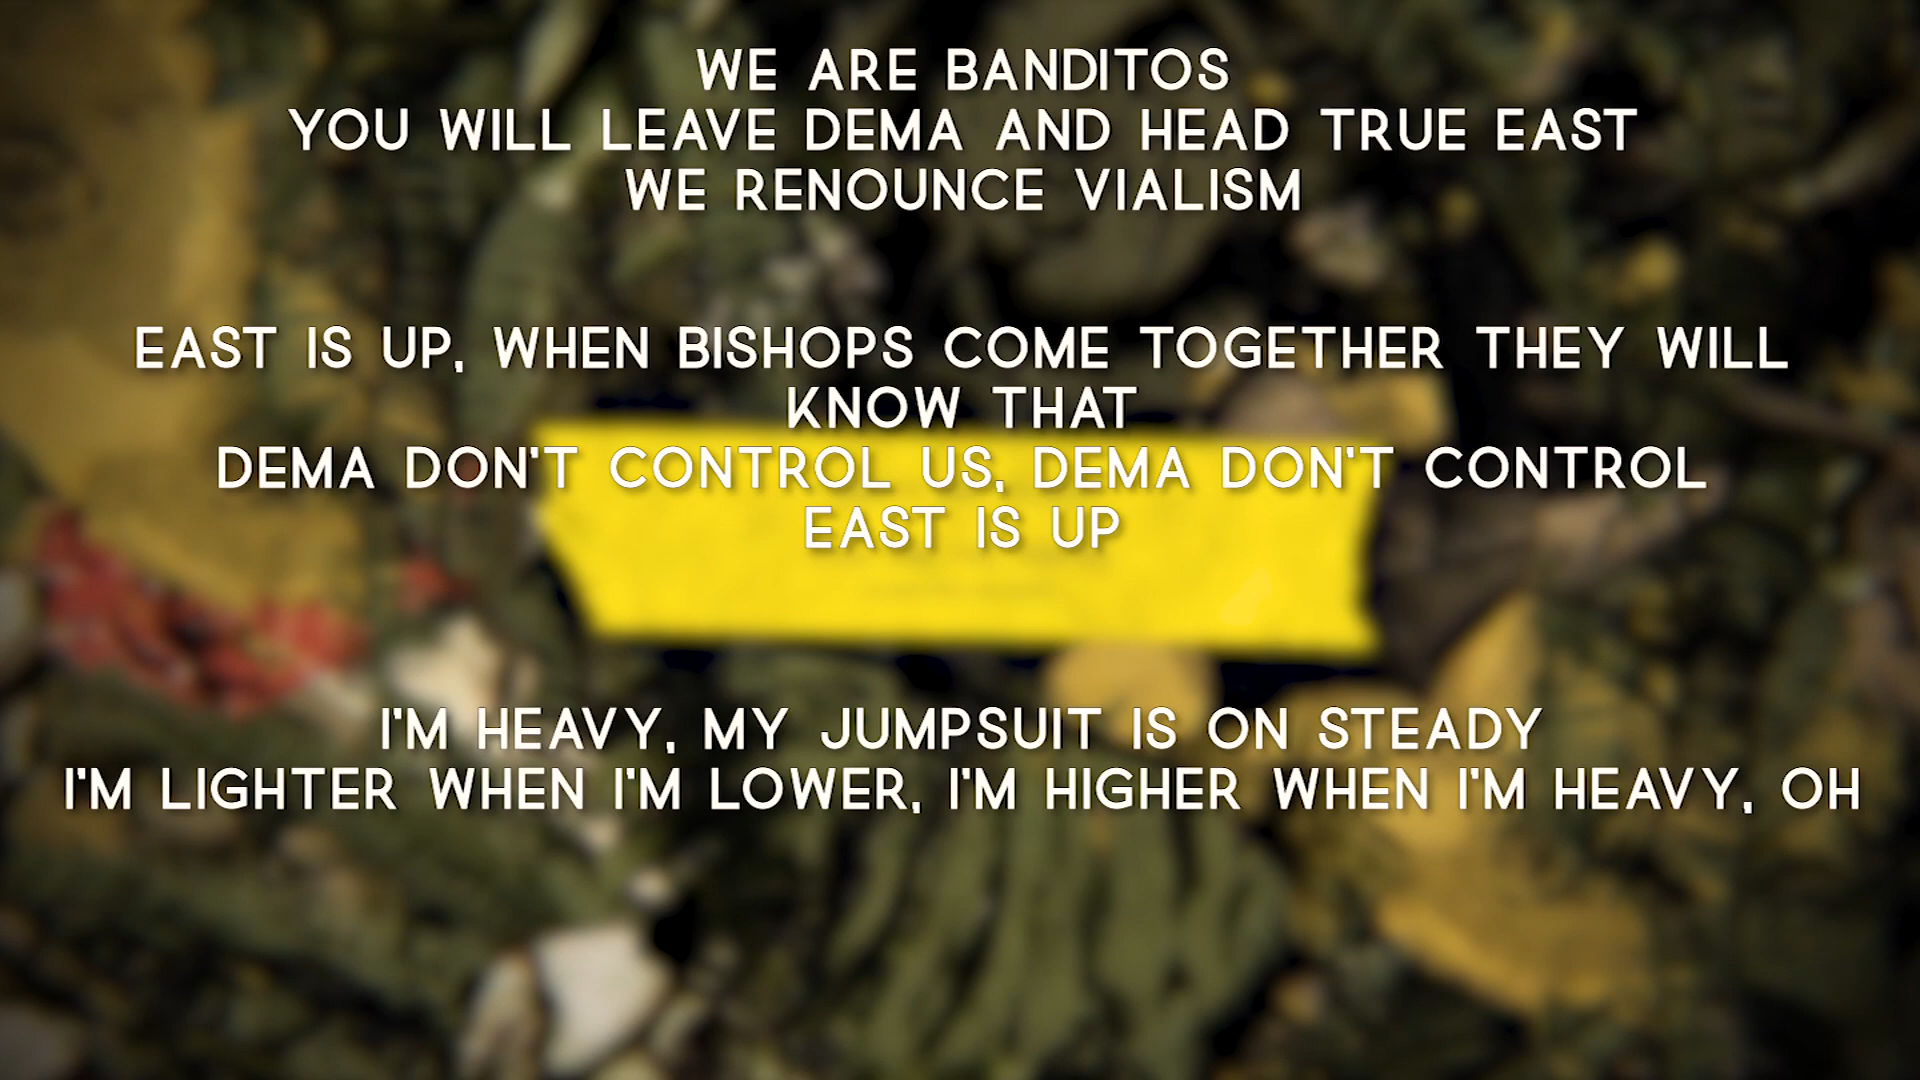 WE ARE BANDITOS
YOU WILL LEAVE DEMA AND HEAD TRUE EAST
WE RENOUNCE VIALISM
EAST IS UP, WHEN BISHOPS COME TOGETHER THEY WILL
KNOW THAT
DEMA DON'T CONTROL US, DEMA DON'T CONTROL
EAST IS UP
I'M HEAVY, MY JUMPSUIT IS ON STEADY
I'M LIGHTER WHEN I'M LOWER, I'M HIGHER WHEN I'M HEAVY, OH